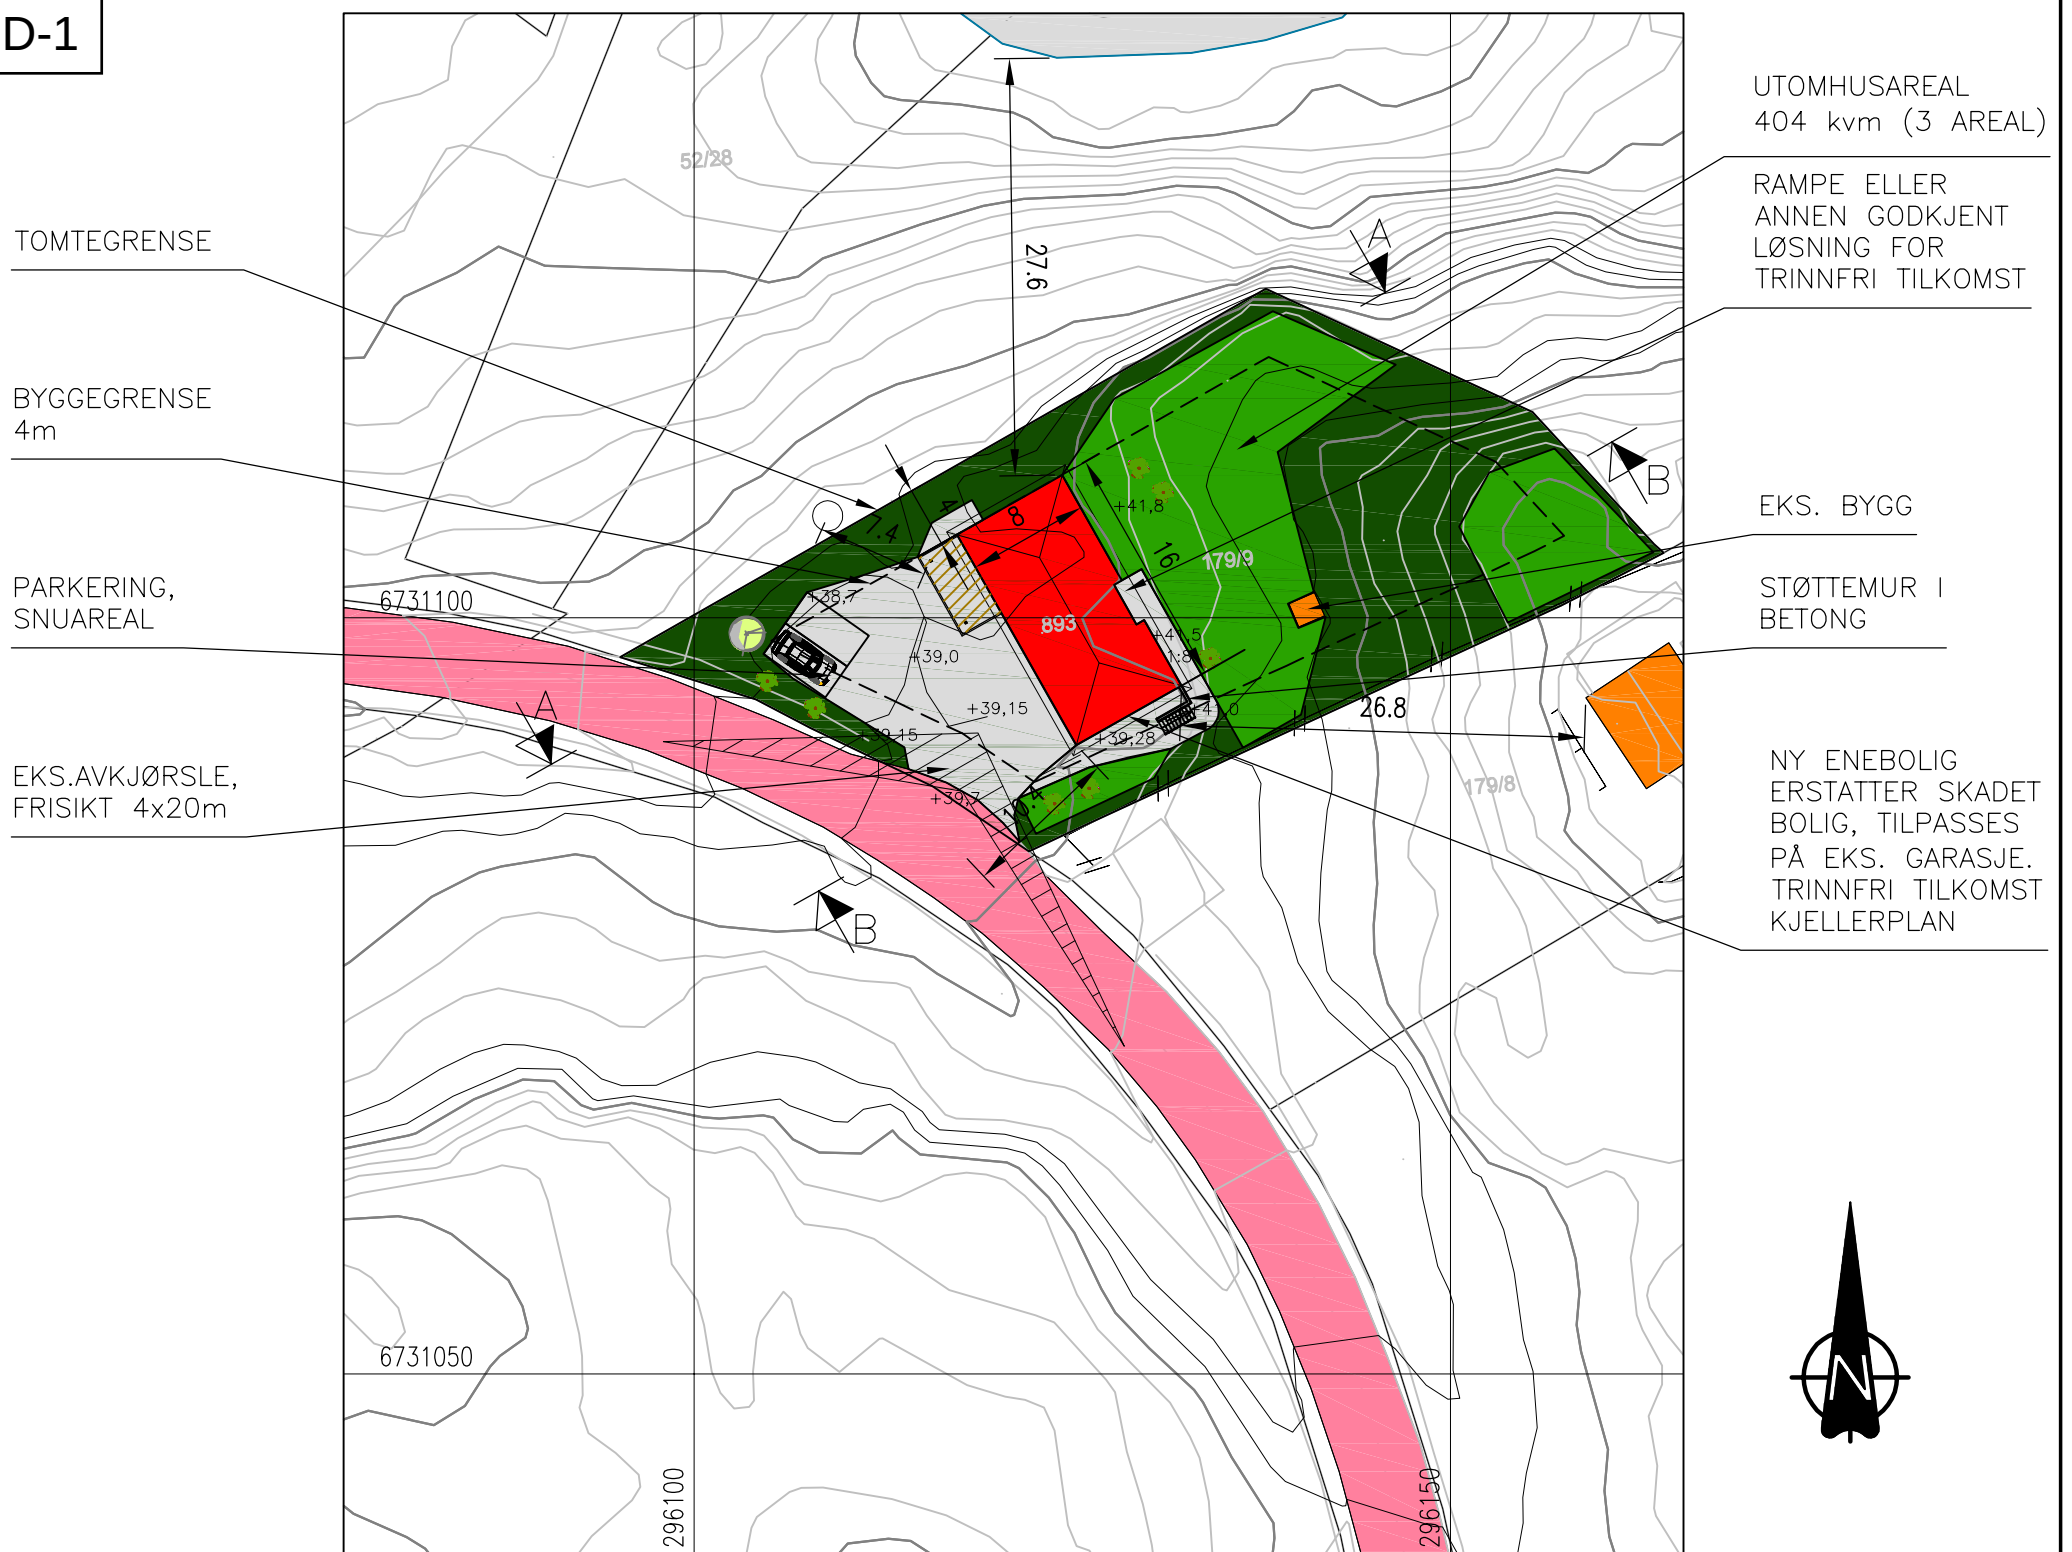 D-1
UTOMHUSAREAL
404 kvm (3 AREAL)
RAMPE ELLER
ANNEN GODKJENT
LØSNING FOR
TRINNFRI TILKOMST
EKS. BYGG
STØTTEMUR I
BETONG
NY ENEBOLIG
ERSTATTER SKADET
BOLIG, TILPASSES
PÅ EKS. GARASJE.
TRINNFRI TILKOMST
KJELLERPLAN
TOMTEGRENSE
BYGGEGRENSE
4m
PARKERING,
SNUAREAL
EKS.AVKJØRSLE,
FRISIKT 4x20m
52/28
27.6
A
B
4
8
7.4
+41,8
16
179/9
6731100
+38,7
893
+41,5
1:8
+39,0
A
+39,15
26.8
+39,15
+39,28
179/8
+39,7
B
6731050
296100
296150
N